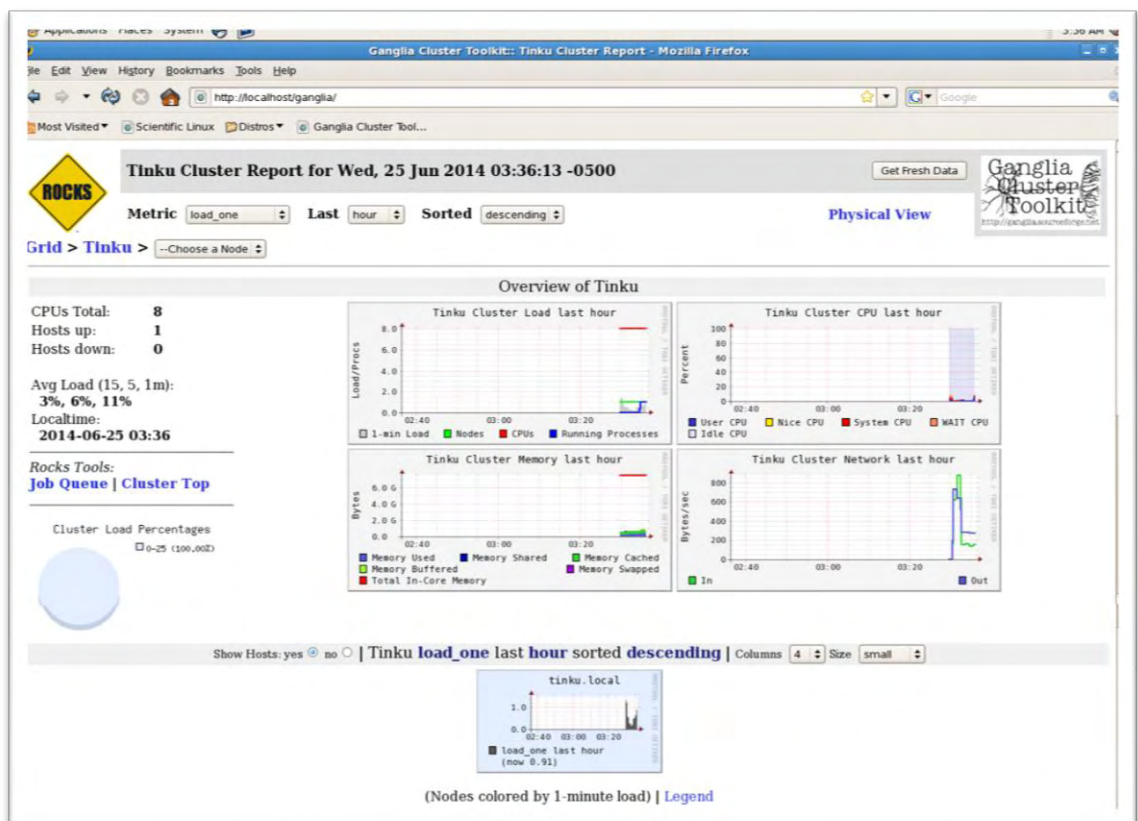 Applications Places System 3:36 AM
Ganglia Cluster Toolkit:: Tinku Cluster Report - Mozilla Firefox
File Edit View History Bookmarks Tools Help
http://localhost/ganglia/ Google
Most Visited Scientific Linux Distros Ganglia Cluster Tool...
ROCKS
Tinku Cluster Report for Wed, 25 Jun 2014 03:36:13 -0500
Get Fresh Data
Ganglia
Cluster
Toolkit
http://ganglia.sourceforge.net
Metric load_one Last hour Sorted descending
Physical View
Grid > Tinku > --Choose a Node
Overview of Tinku
CPUs Total: 8
Hosts up: 1
Hosts down: 0
Avg Load (15, 5, 1m):
3%, 6%, 11%
Localtime:
2014-06-25 03:36
Rocks Tools:
Job Queue | Cluster Top
Cluster Load Percentages
0-25 (100.00%)
Tinku Cluster Load last hour
Load/Procs
8.0
6.0
4.0
2.0
0.0
02:40 03:00 03:20
1-min Load Nodes CPUs Running Processes
Tinku Cluster CPU last hour
Percent
100
80
60
40
20
0
02:40 03:00 03:20
User CPU Nice CPU System CPU WAIT CPU
Idle CPU
Tinku Cluster Memory last hour
Bytes
6.0 G
4.0 G
2.0 G
0.0
02:40 03:00 03:20
Memory Used Memory Shared Memory Cached
Memory Buffered Memory Swapped
Total In-Core Memory
Tinku Cluster Network last hour
Bytes/sec
800
600
400
200
0
02:40 03:00 03:20
In Out
Show Hosts: yes no | Tinku load_one last hour sorted descending | Columns 4 Size small
tinku.local
1.0
0.0
02:40 03:00 03:20
load_one last hour
(now 0.91)
(Nodes colored by 1-minute load) | Legend